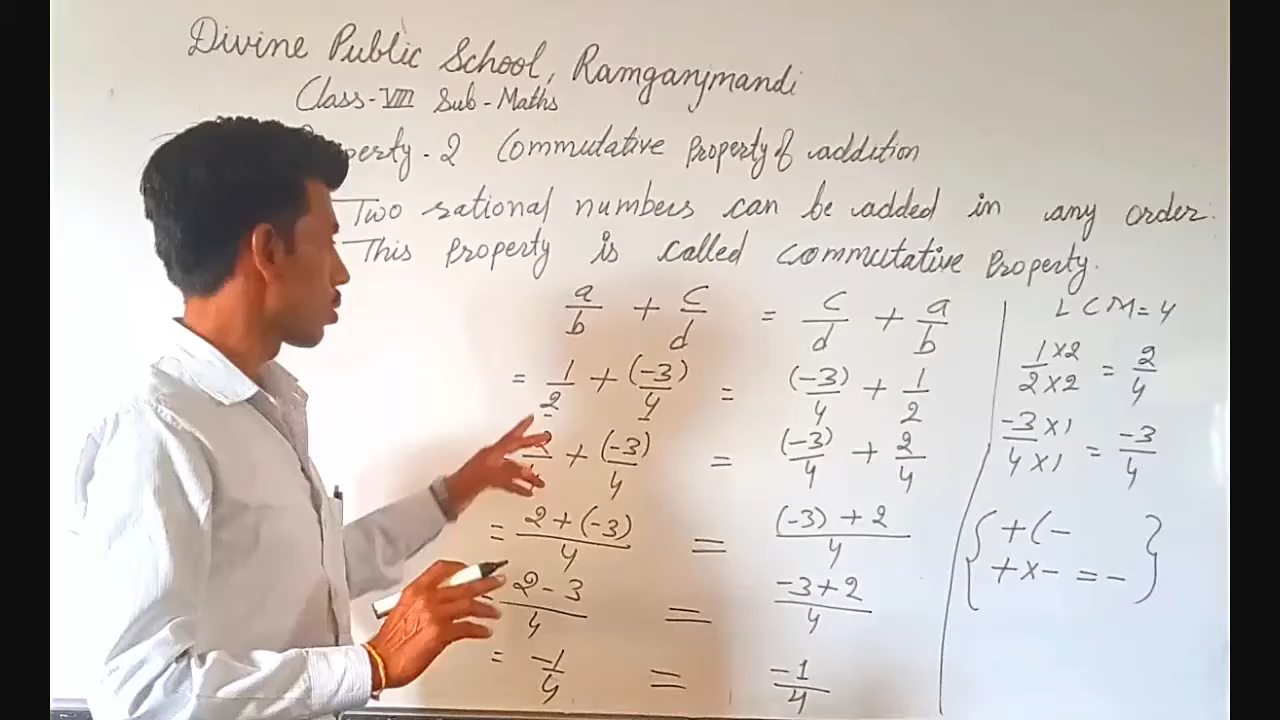 Divine Public School, Ramganjmandi
Class-VIII Sub-Maths
Property-2 Commutative Property of addition
Two rational numbers can be added in any order.
This Property is called Commutative Property.
a/b + c/d = c/d + a/b
= 1/2 + (-3)/4 = (-3)/4 + 1/2
2/4 + (-3)/4 = (-3)/4 + 2/4
= 2+(-3)/4 = (-3)+2/4
= 2-3/4 = -3+2/4
= -1/4 = -1/4
LCM=4
1×2/2×2 = 2/4
-3×1/4×1 = -3/4
{ +(-
+×- = - }